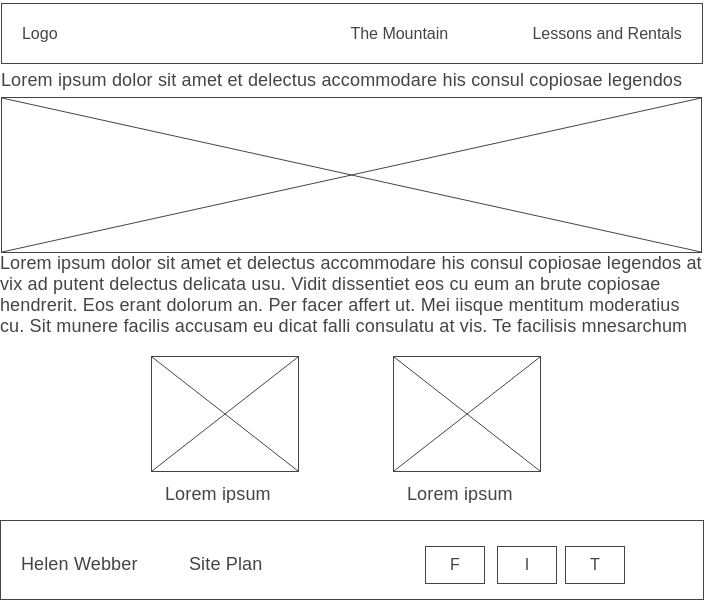 Logo The Mountain Lessons and Rentals
Lorem ipsum dolor sit amet et delectus accommodare his consul copiosae legendos
Lorem ipsum dolor sit amet et delectus accommodare his consul copiosae legendos at
vix ad putent delectus delicata usu. Vidit dissentiet eos cu eum an brute copiosae
hendrerit. Eos erant dolorum an. Per facer affert ut. Mei iisque mentitum moderatius
cu. Sit munere facilis accusam eu dicat falli consulatu at vis. Te facilisis mnesarchum
Lorem ipsum Lorem ipsum
Helen Webber Site Plan F I T